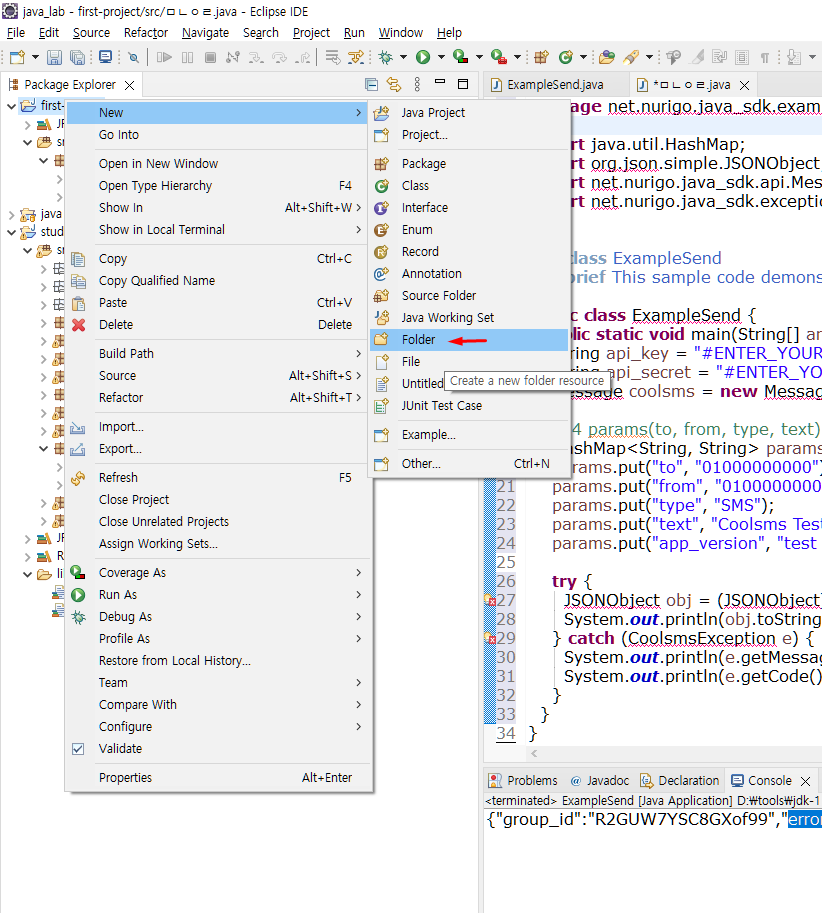 java_lab - first-project/src/ㅁㄴㅇㄹ.java - Eclipse IDE
File Edit Source Refactor Navigate Search Project Run Window Help
Package Explorer
ExampleSend.java
*ㅁㄴㅇㄹ.java
first-
java
stud
New
Go Into
Open in New Window
Open Type Hierarchy F4
Show In Alt+Shift+W
Show in Local Terminal
Copy Ctrl+C
Copy Qualified Name
Paste Ctrl+V
Delete Delete
Build Path
Source Alt+Shift+S
Refactor Alt+Shift+T
Import...
Export...
Refresh F5
Close Project
Close Unrelated Projects
Assign Working Sets...
Coverage As
Run As
Debug As
Profile As
Restore from Local History...
Team
Compare With
Configure
Validate
Properties Alt+Enter
Java Project
Project...
Package
Class
Interface
Enum
Record
Annotation
Source Folder
Java Working Set
Folder
File
Untitled
JUnit Test Case
Example...
Other... Ctrl+N
Create a new folder resource
age net.nurigo.java_sdk.exam
rt java.util.HashMap;
rt org.json.simple.JSONObject
rt net.nurigo.java_sdk.api.Mes
rt net.nurigo.java_sdk.exception
class ExampleSend
brief This sample code demons
c class ExampleSend {
blic static void main(String[] ar
tring api_key = "#ENTER_YOUR
api_secret = "#ENTER_Y
essage coolsms = new Messag
4 params(to, from, type, text)
ashMap<String, String> params
params.put("to", "01000000000")
21 params.put("from", "0100000000
22 params.put("type", "SMS");
23 params.put("text", "Coolsms Test
24 params.put("app_version", "test
25
26 try {
27 JSONObject obj = (JSONObject)
28 System.out.println(obj.toString
29 } catch (CoolsmsException e) {
30 System.out.println(e.getMessag
31 System.out.println(e.getCode()
32 }
33 }
34 }
Problems @ Javadoc Declaration Console
<terminated> ExampleSend [Java Application] D:₩tools₩jdk-1
{"group_id":"R2GUW7YSC8GXof99","error